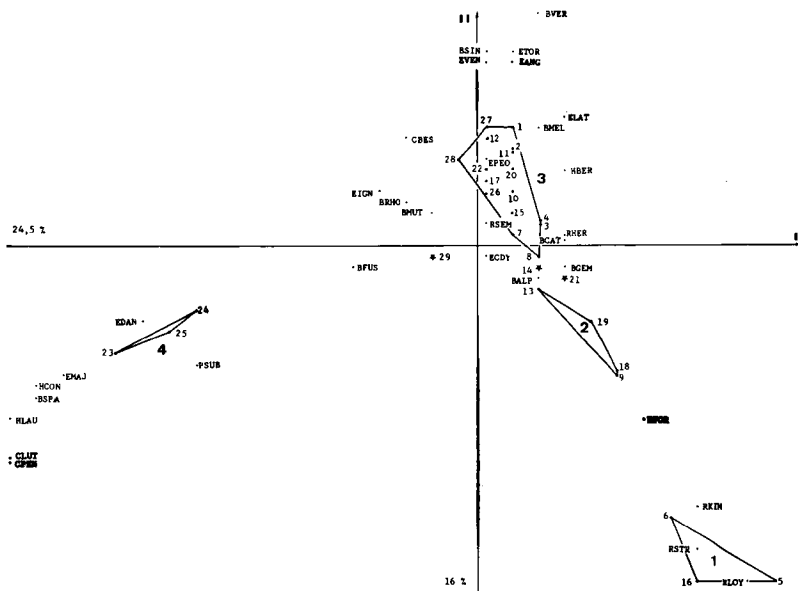 II
BVER
BSIN ETOR
EVEN EANG
ELAT
27 1 BMEL
CBES 12
2
11
28 EPEO
22 20 HBER
17 3
EIGN 26 10
BRHO
BMUT 15
RSEM 4
3
24,5 % 7 RHER I
BCAT
★ 29 ECDY 8
BFUS 14 ★ BGEM
BALP ★ 21
13
24
EDAN 19
25 2
23 4
PSUB 18
EMAJ 9
HCON
BSPA
HLAU
CLUT
CPEN
RKIN
6
RSTR
1
16 % 16 RLOY 5